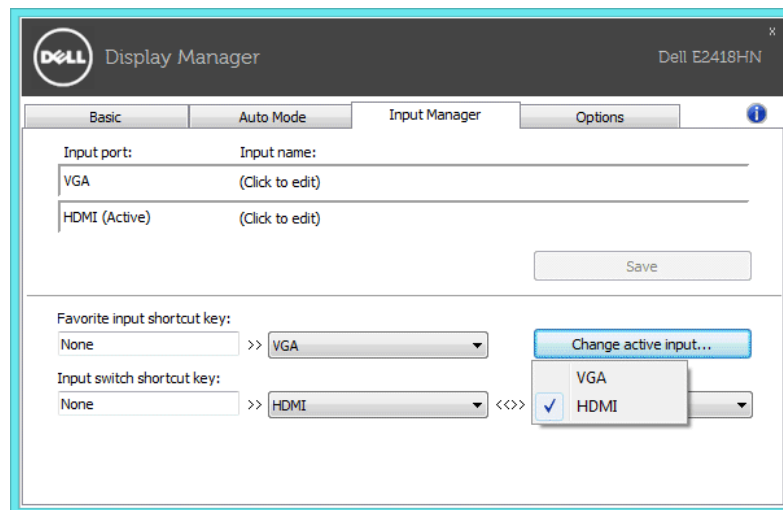 DELL Display Manager Dell E2418HN x
Basic Auto Mode Input Manager Options i
Input port: Input name:
VGA (Click to edit)
HDMI (Active) (Click to edit)
Save
Favorite input shortcut key:
None >> VGA Change active input...
Input switch shortcut key:
VGA
None >> HDMI <<>> HDMI